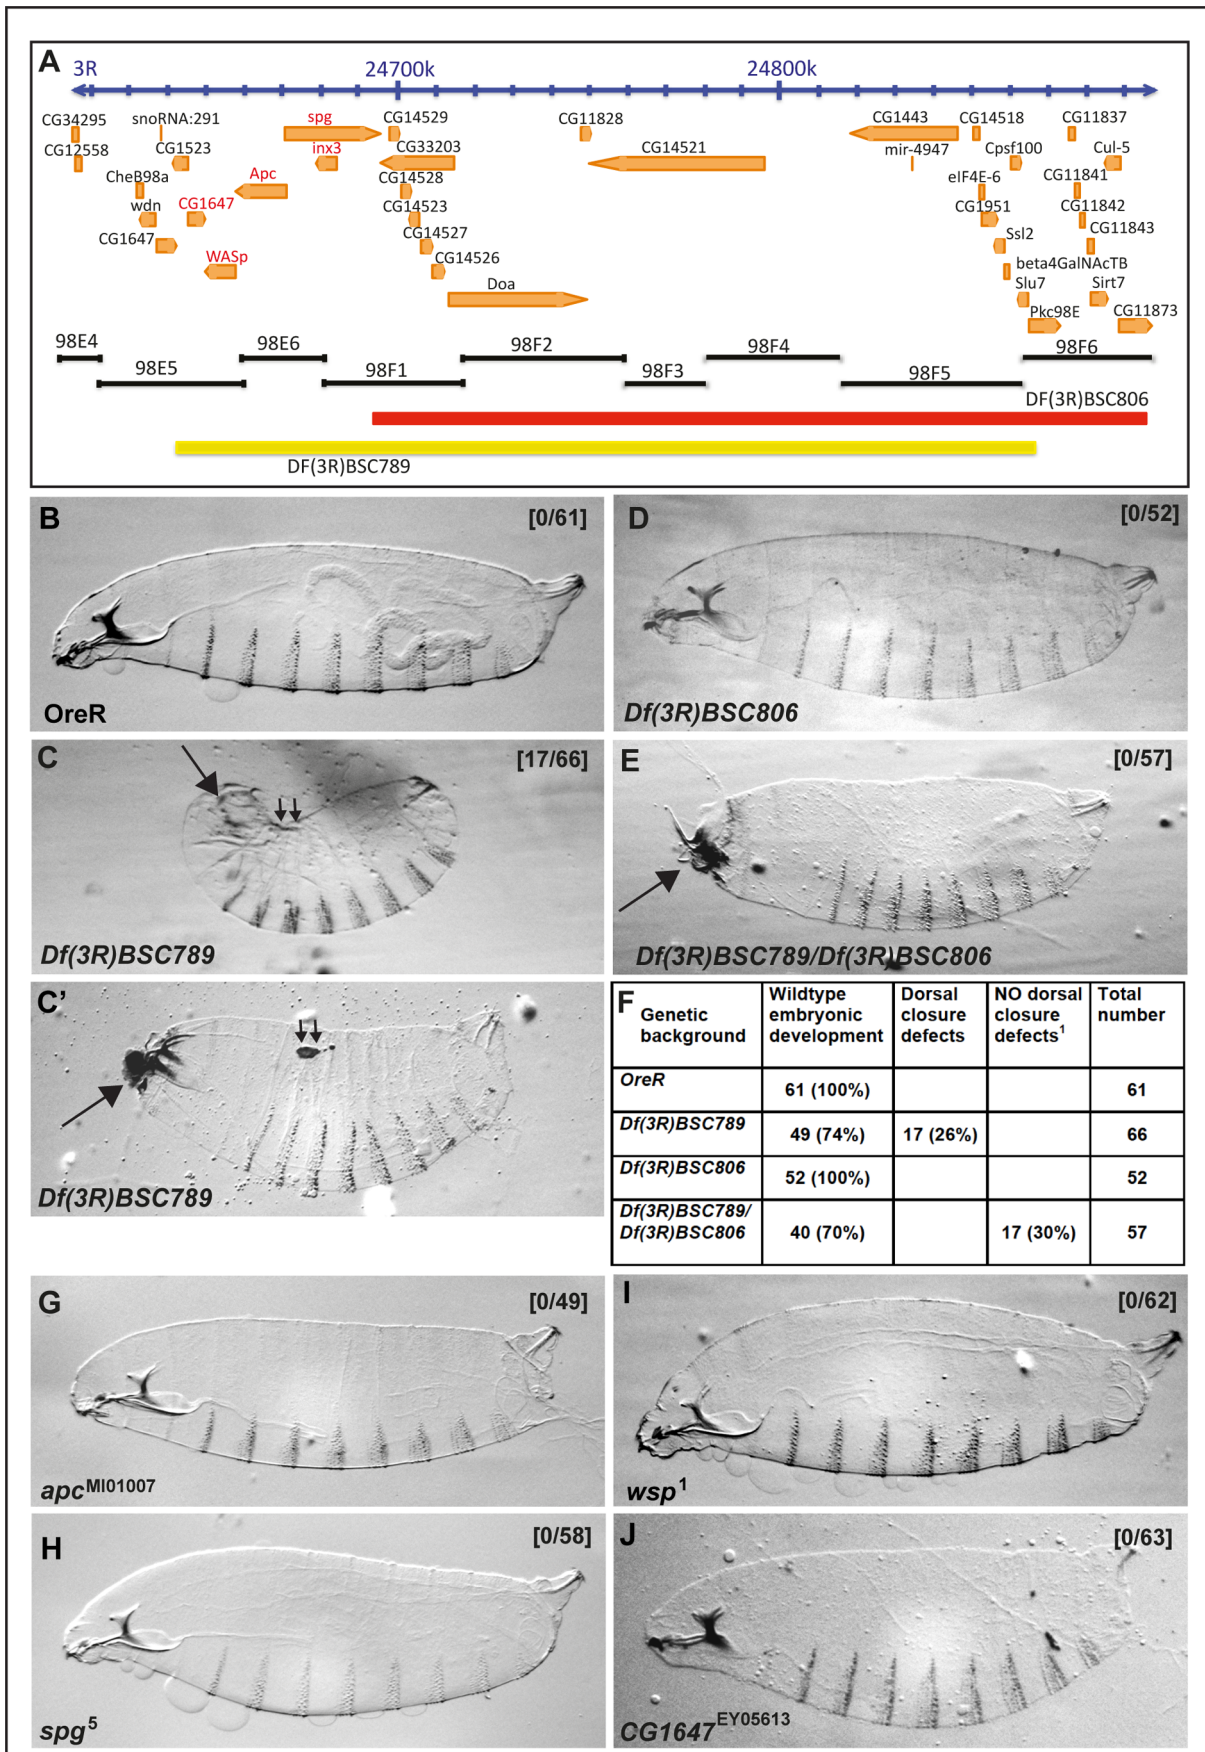 A
3R
24700k
24800k
CG34295
snoRNA:291
spg
CG14529
CG11828
CG1443
CG14518
CG11837
CG12558
CG1523
inx3
CG33203
CG14521
mir-4947
Cpsf100
Cul-5
CheB98a
Apc
CG14528
eIF4E-6
CG11841
wdn
CG1647
CG14523
CG1951
CG11842
CG1647
CG14527
Ssl2
CG11843
WASp
CG14526
beta4GalNAcTB
Doa
Slu7
Sirt7
Pkc98E
CG11873
98E4
98E6
98F2
98F4
98F6
98E5
98F1
98F3
98F5
DF(3R)BSC806
DF(3R)BSC789
B
[0/61]
OreR
D
[0/52]
Df(3R)BSC806
C
[17/66]
Df(3R)BSC789
E
[0/57]
Df(3R)BSC789/Df(3R)BSC806
C’
Df(3R)BSC789
F
Genetic background
Wildtype embryonic development
Dorsal closure defects
NO dorsal closure defects1
Total number
OreR
61 (100%)
61
Df(3R)BSC789
49 (74%)
17 (26%)
66
Df(3R)BSC806
52 (100%)
52
Df(3R)BSC789/
Df(3R)BSC806
40 (70%)
17 (30%)
57
G
[0/49]
apcMI01007
I
[0/62]
wsp1
H
[0/58]
spg5
J
[0/63]
CG1647EY05613